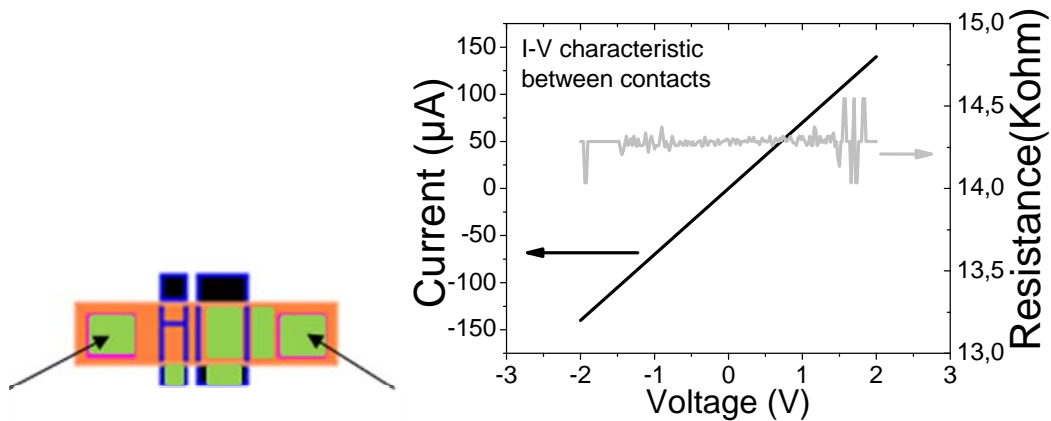 I-V characteristic
between contacts
Current (µA)
150
100
50
0
-50
-100
-150
Resistance(Kohm)
15,0
14,5
14,0
13,5
13,0
-3 -2 -1 0 1 2 3
Voltage (V)